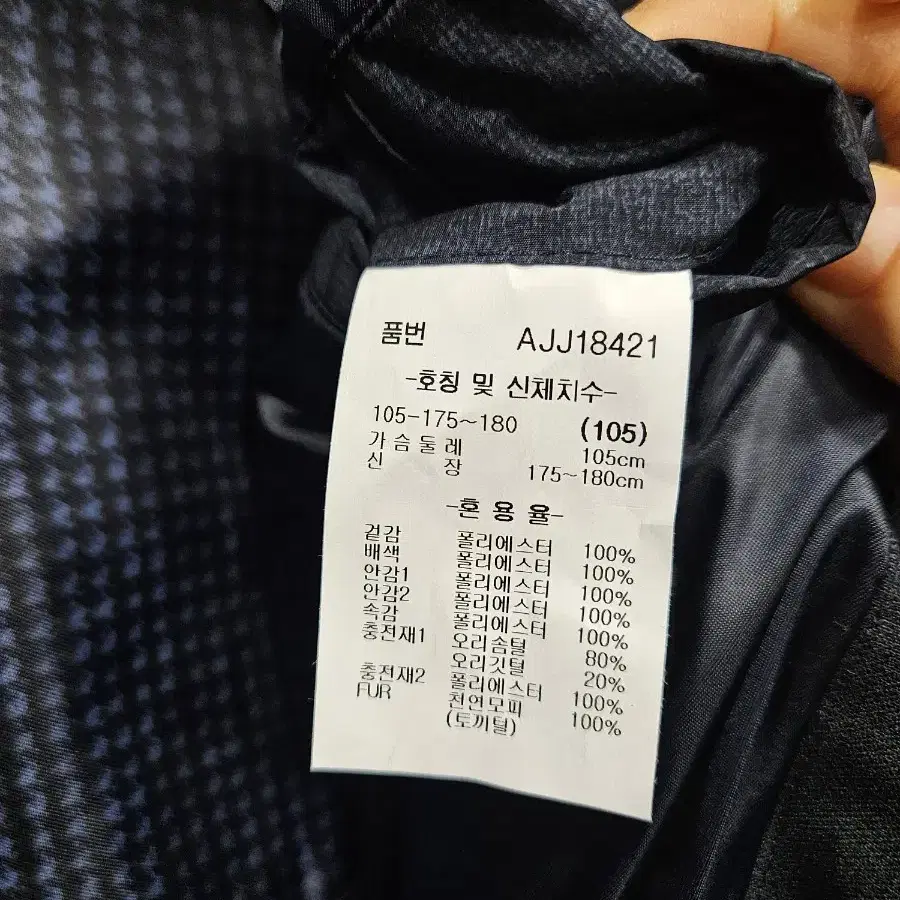 품번 AJJ18421
-호칭 및 신체치수-
105-175~180 (105)
가슴둘레 105cm
신 장 175~180cm
-혼 용 율-
겉감 폴리에스터 100%
배색 폴리에스터 100%
안감1 폴리에스터 100%
안감2 폴리에스터 100%
속감 폴리에스터 100%
충전재1 오리솜털 80%
오리깃털 20%
충전재2 폴리에스터 100%
FUR 천연모피 100%
(토끼털)